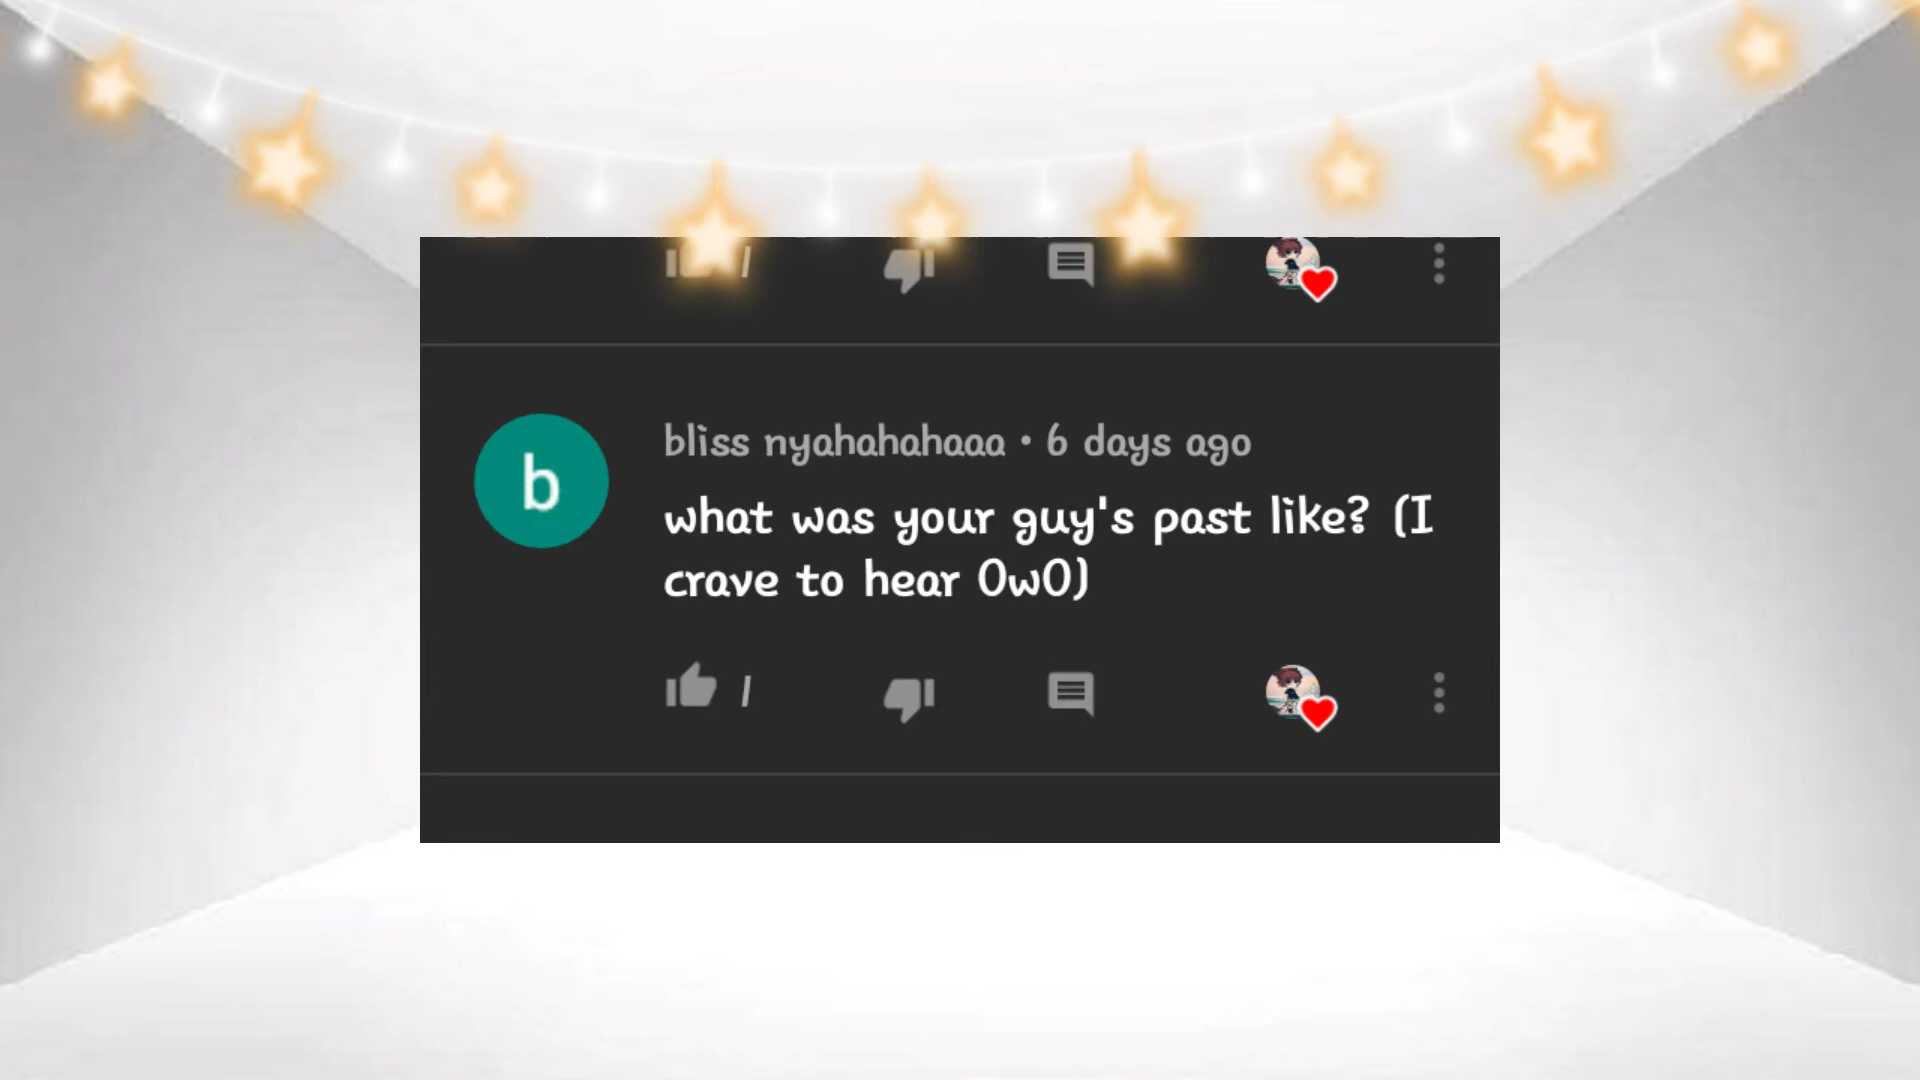 1
b
bliss nyahahahaaa • 6 days ago
what was your guy's past like? (I
crave to hear OwO)
1